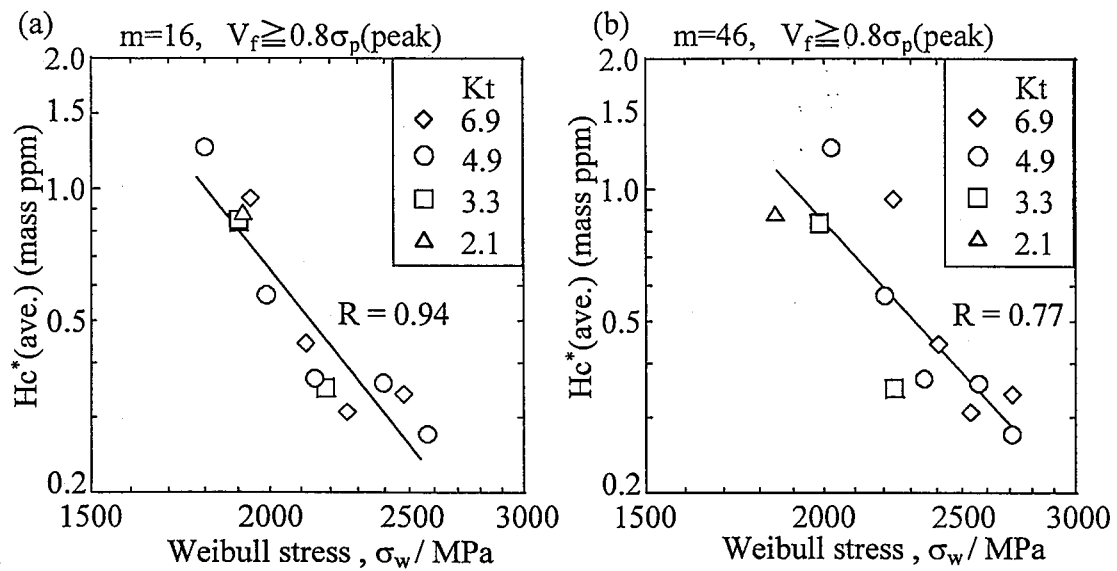 (a)
m=16, V_f≧0.8σ_p(peak)
Hc*(ave.) (mass ppm)
2.0
1.5
1.0
0.5
0.2
Kt
◇ 6.9
○ 4.9
□ 3.3
△ 2.1
R = 0.94
1500 2000 3000
Weibull stress , σ_w / MPa
(b)
m=46, V_f≧0.8σ_p(peak)
Hc*(ave.) (mass ppm)
2.0
1.5
1.0
0.5
0.2
Kt
◇ 6.9
○ 4.9
□ 3.3
△ 2.1
R = 0.77
1500 2000 3000
Weibull stress , σ_w / MPa